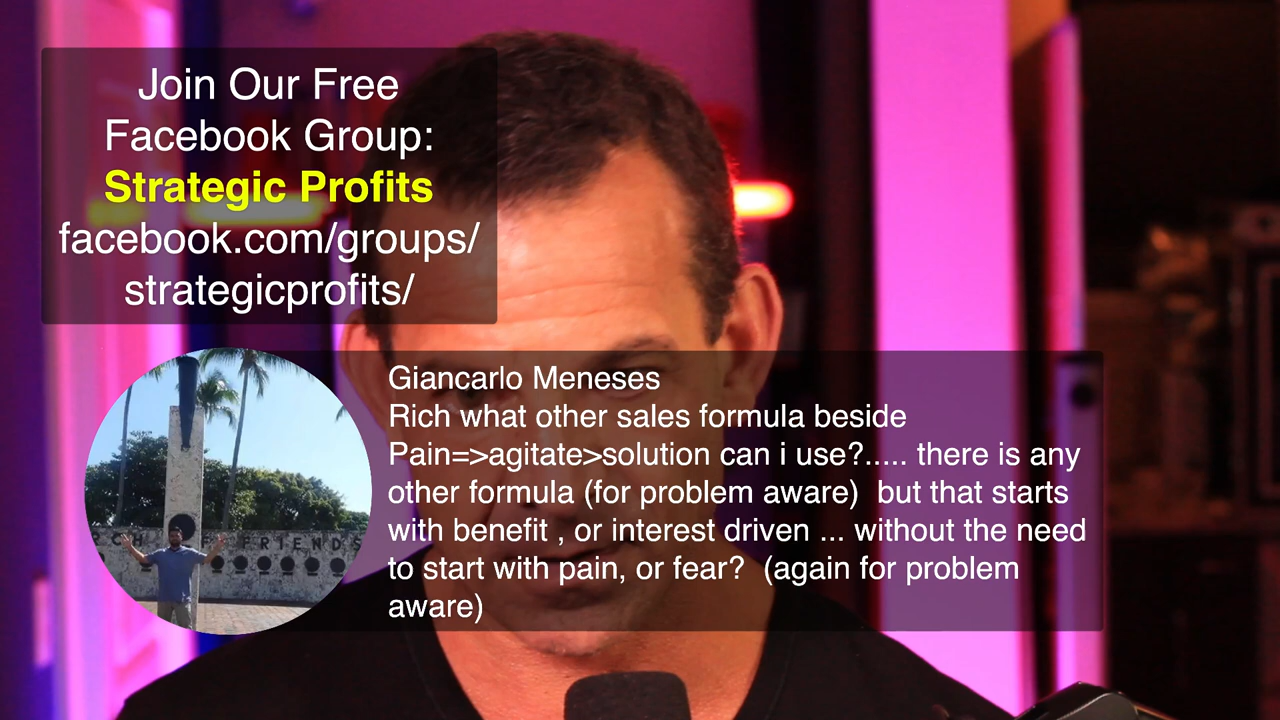 Join Our Free
Facebook Group:
Strategic Profits
facebook.com/groups/
strategicprofits/
Giancarlo Meneses
Rich what other sales formula beside
Pain=>agitate>solution can i use?..... there is any
other formula (for problem aware)  but that starts
with benefit , or interest driven ... without the need
to start with pain, or fear?  (again for problem
aware)
FRIENDS